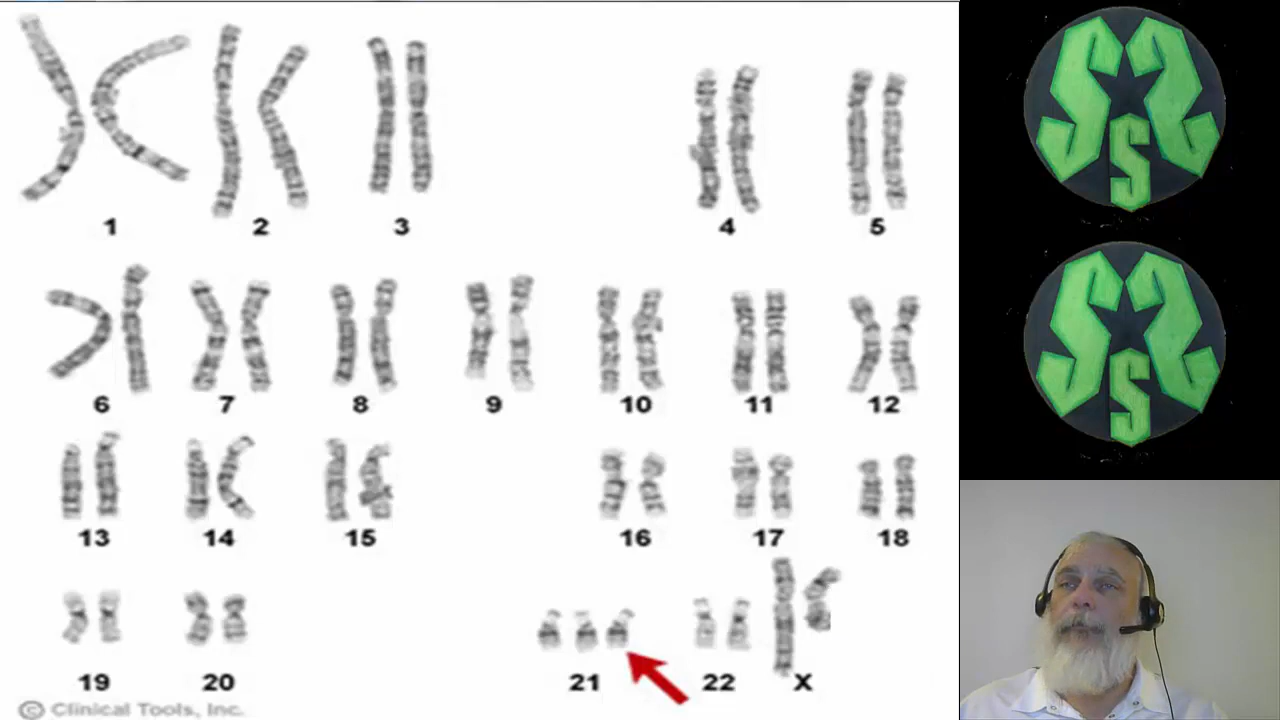 1 2 3 4 5
6 7 8 9 10 11 12
13 14 15 16 17 18
19 20 21 22 X
© Clinical Tools, Inc.
S S S
S S S